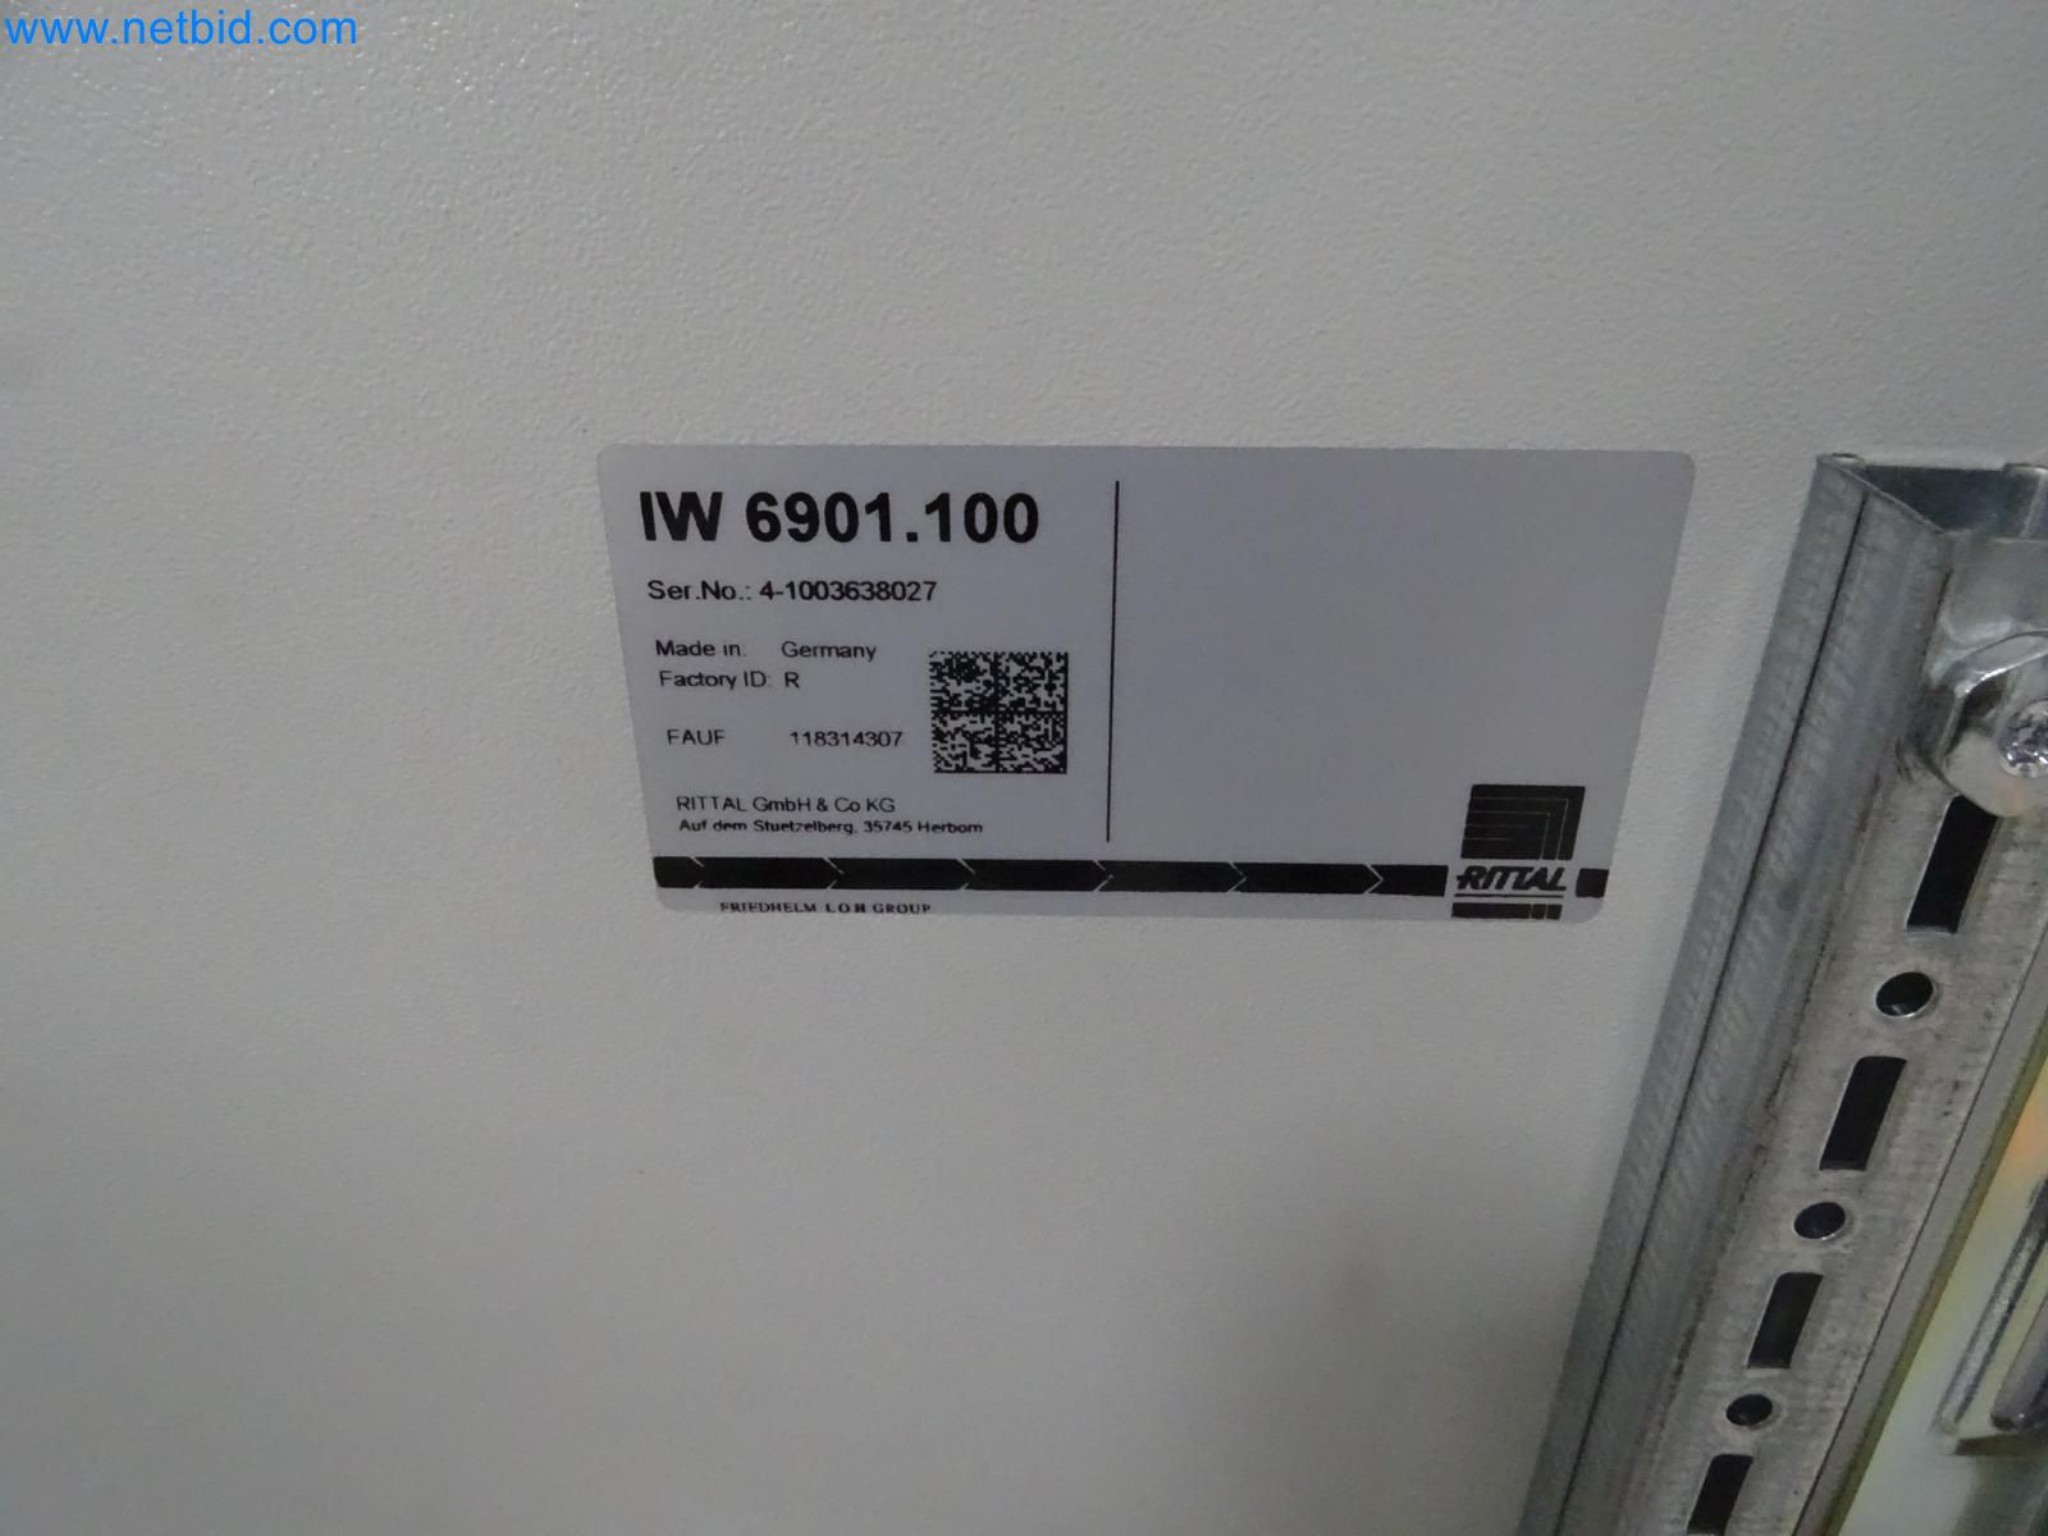 www.netbid.com
IW 6901.100
Ser.No.: 4-1003638027
Made in: Germany
Factory ID: R
FAUF 118314307
RITTAL GmbH & Co KG
Auf dem Stuetzelberg, 35745 Herborn
RITTAL
FRIEDHELM LOH GROUP